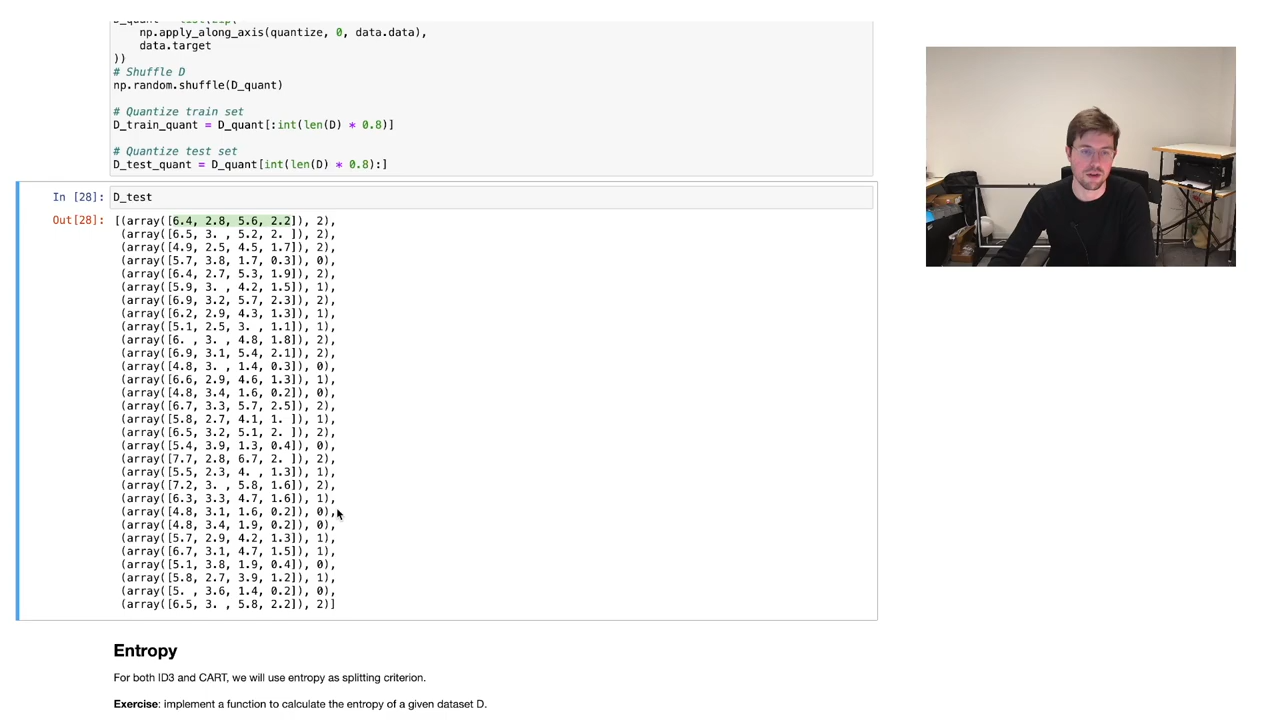 D_quant = list(zip(
np.apply_along_axis(quantize, 0, data.data),
data.target
))
# Shuffle D
np.random.shuffle(D_quant)
# Quantize train set
D_train_quant = D_quant[:int(len(D) * 0.8)]
# Quantize test set
D_test_quant = D_quant[int(len(D) * 0.8):]
In [28]: D_test
Out[28]: [(array([6.4, 2.8, 5.6, 2.2]), 2),
(array([6.5, 3. , 5.2, 2. ]), 2),
(array([4.9, 2.5, 4.5, 1.7]), 2),
(array([5.7, 3.8, 1.7, 0.3]), 0),
(array([6.4, 2.7, 5.3, 1.9]), 2),
(array([5.9, 3. , 4.2, 1.5]), 1),
(array([6.9, 3.2, 5.7, 2.3]), 2),
(array([6.2, 2.9, 4.3, 1.3]), 1),
(array([5.1, 2.5, 3. , 1.1]), 1),
(array([6. , 3. , 4.8, 1.8]), 2),
(array([6.9, 3.1, 5.4, 2.1]), 2),
(array([4.8, 3. , 1.4, 0.3]), 0),
(array([6.6, 2.9, 4.6, 1.3]), 1),
(array([4.8, 3.4, 1.6, 0.2]), 0),
(array([6.7, 3.3, 5.7, 2.5]), 2),
(array([5.8, 2.7, 4.1, 1. ]), 1),
(array([6.5, 3.2, 5.1, 2. ]), 2),
(array([5.4, 3.9, 1.3, 0.4]), 0),
(array([7.7, 2.8, 6.7, 2. ]), 2),
(array([5.5, 2.3, 4. , 1.3]), 1),
(array([7.2, 3. , 5.8, 1.6]), 2),
(array([6.3, 3.3, 4.7, 1.6]), 1),
(array([4.8, 3.1, 1.6, 0.2]), 0),
(array([4.8, 3.4, 1.9, 0.2]), 0),
(array([5.7, 2.9, 4.2, 1.3]), 1),
(array([6.7, 3.1, 4.7, 1.5]), 1),
(array([5.1, 3.8, 1.9, 0.4]), 0),
(array([5.8, 2.7, 3.9, 1.2]), 1),
(array([5. , 3.6, 1.4, 0.2]), 0),
(array([6.5, 3. , 5.8, 2.2]), 2)]
Entropy
For both ID3 and CART, we will use entropy as splitting criterion.
Exercise: implement a function to calculate the entropy of a given dataset D.